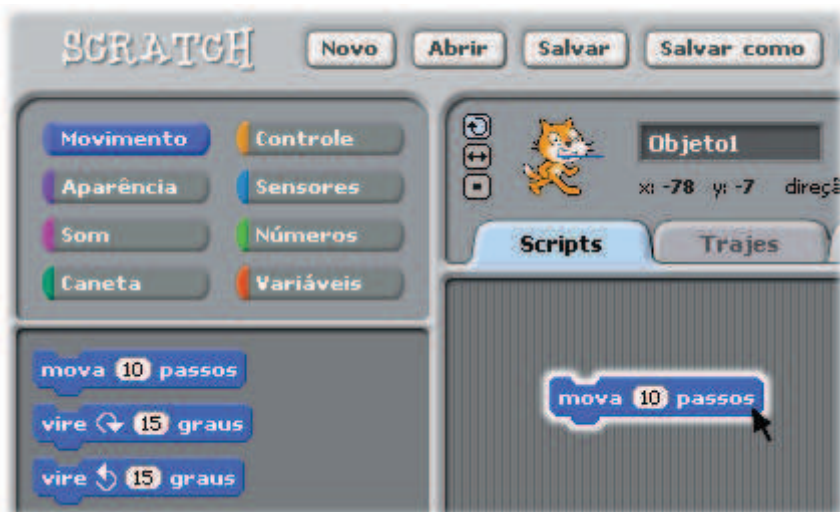 SCRATCH Novo Abrir Salvar Salvar como
Movimento Controle
Aparência Sensores
Som Números
Caneta Variáveis
Objeto1
x: -78 y: -7 direçã
Scripts Trajes
mova 10 passos
vire 15 graus
vire 15 graus
mova 10 passos